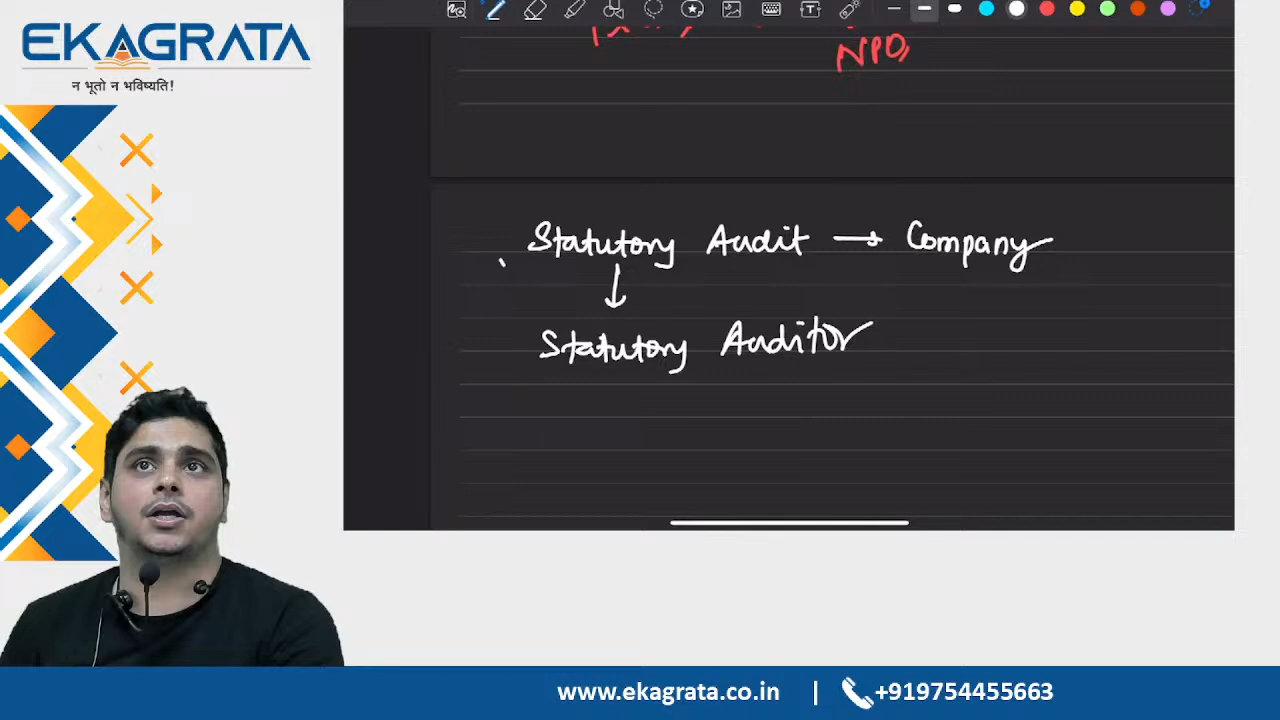 EKAGRATA
न भूतो न भविष्यति!
NPO,
Statutory Audit → Company
↓
Statutory Auditor
www.ekagrata.co.in | +919754455663